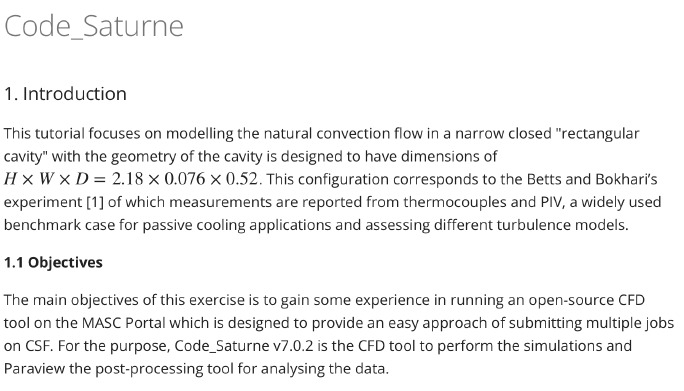 Code_Saturne
1. Introduction
This tutorial focuses on modelling the natural convection flow in a narrow closed "rectangular
cavity" with the geometry of the cavity is designed to have dimensions of
H × W × D = 2.18 × 0.076 × 0.52. This configuration corresponds to the Betts and Bokhari’s
experiment [1] of which measurements are reported from thermocouples and PIV, a widely used
benchmark case for passive cooling applications and assessing different turbulence models.
1.1 Objectives
The main objectives of this exercise is to gain some experience in running an open-source CFD
tool on the MASC Portal which is designed to provide an easy approach of submitting multiple jobs
on CSF. For the purpose, Code_Saturne v7.0.2 is the CFD tool to perform the simulations and
Paraview the post-processing tool for analysing the data.